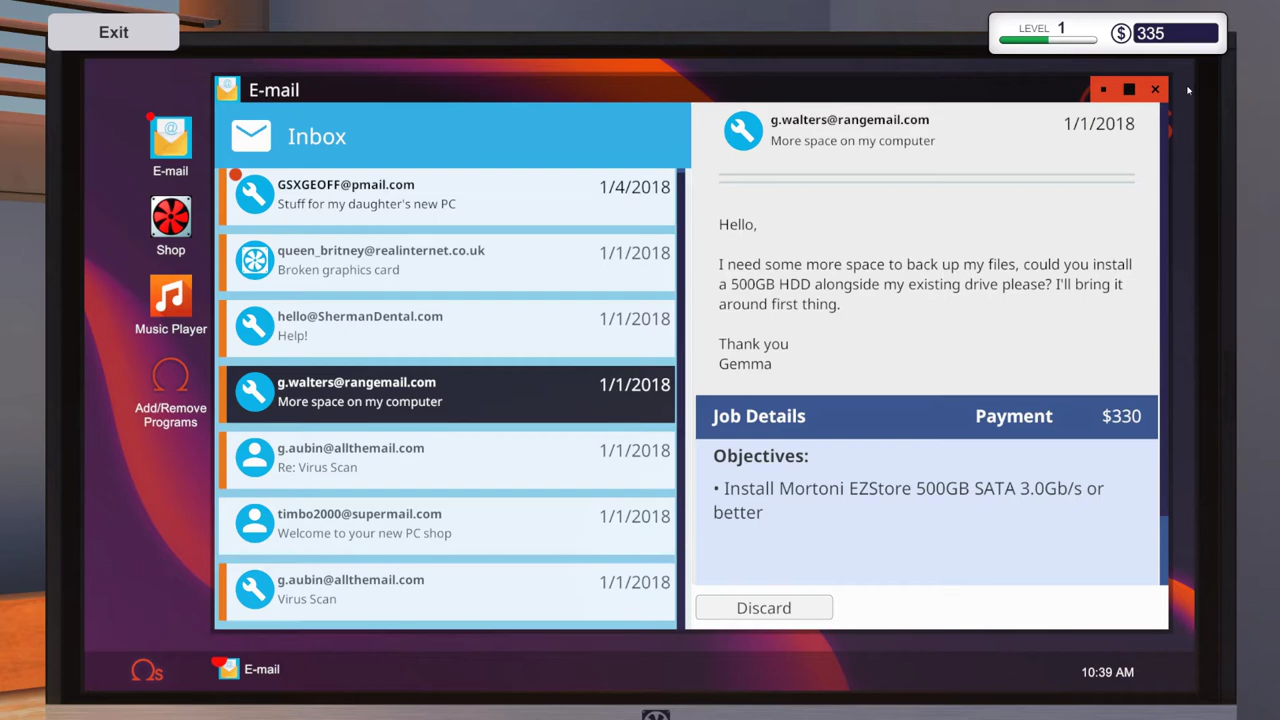 Exit
LEVEL 1
$ 335
E-mail
Inbox
GSXGEOFF@pmail.com 1/4/2018
Stuff for my daughter's new PC
queen_britney@realinternet.co.uk 1/1/2018
Broken graphics card
hello@ShermanDental.com 1/1/2018
Help!
g.walters@rangemail.com 1/1/2018
More space on my computer
g.aubin@allthemail.com 1/1/2018
Re: Virus Scan
timbo2000@supermail.com 1/1/2018
Welcome to your new PC shop
g.aubin@allthemail.com 1/1/2018
Virus Scan
g.walters@rangemail.com 1/1/2018
More space on my computer
Hello,
I need some more space to back up my files, could you install
a 500GB HDD alongside my existing drive please? I'll bring it
around first thing.
Thank you
Gemma
Job Details Payment $330
Objectives:
• Install Mortoni EZStore 500GB SATA 3.0Gb/s or
better
Discard
E-mail
Shop
Music Player
Add/Remove
Programs
Ωs
E-mail
10:39 AM